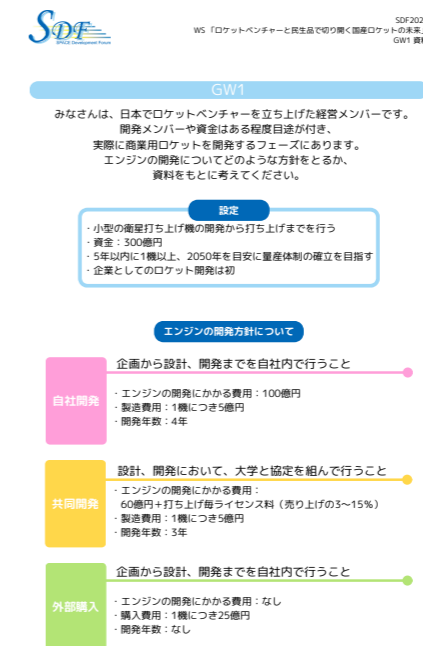 SDF
SPACE Development Forum
SDF202
WS 「ロケットベンチャーと民生品で切り開く国産ロケットの未来」
GW1 資料
GW1
みなさんは、日本でロケットベンチャーを立ち上げた経営メンバーです。
開発メンバーや資金はある程度目途が付き、
実際に商業用ロケットを開発するフェーズにあります。
エンジンの開発についてどのような方針をとるか、
資料をもとに考えてください。
設定
・小型の衛星打ち上げ機の開発から打ち上げまでを行う
・資金：300億円
・5年以内に1機以上、2050年を目安に量産体制の確立を目指す
・企業としてのロケット開発は初
エンジンの開発方針について
自社開発
企画から設計、開発までを自社内で行うこと
・エンジンの開発にかかる費用：100億円
・製造費用：1機につき5億円
・開発年数：4年
共同開発
設計、開発において、大学と協定を組んで行うこと
・エンジンの開発にかかる費用：
60億円＋打ち上げ毎ライセンス料（売り上げの3～15%）
・製造費用：1機につき5億円
・開発年数：3年
外部購入
企画から設計、開発までを自社内で行うこと
・エンジンの開発にかかる費用：なし
・購入費用：1機につき25億円
・開発年数：なし